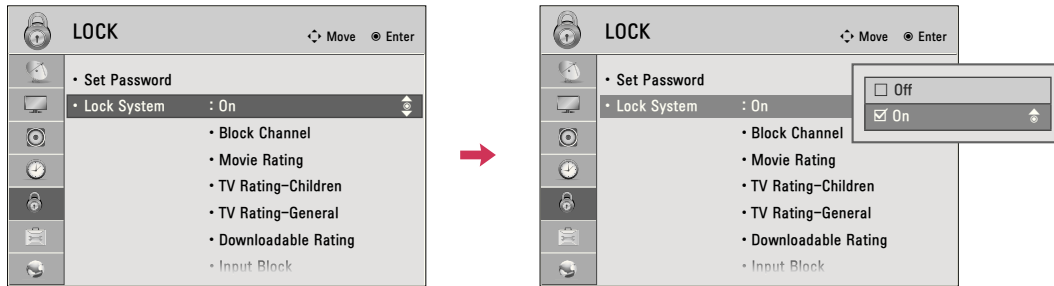 LOCK
Move
Enter
• Set Password
• Lock System : On
• Block Channel
• Movie Rating
• TV Rating-Children
• TV Rating-General
• Downloadable Rating
• Input Block
LOCK
Move
Enter
• Set Password
• Lock System : On
Off
On
• Block Channel
• Movie Rating
• TV Rating-Children
• TV Rating-General
• Downloadable Rating
• Input Block